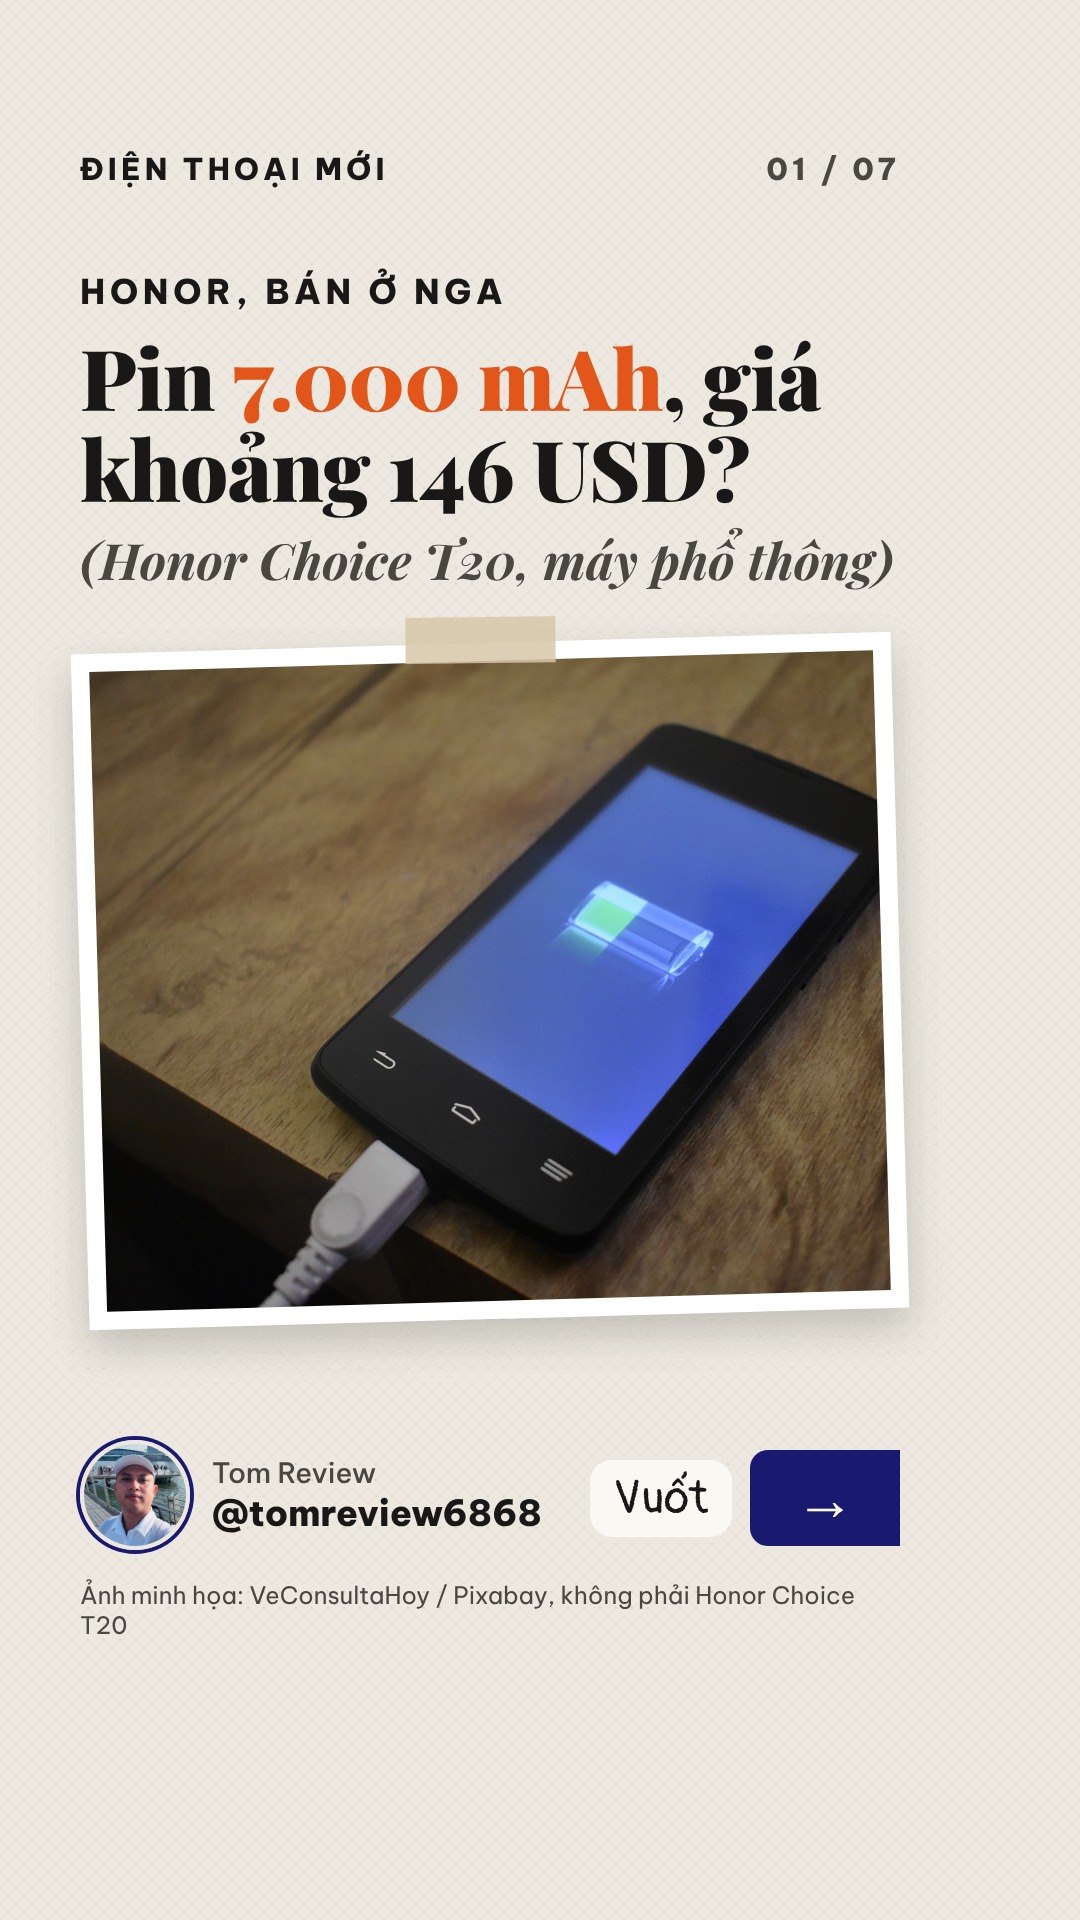 ĐIỆN THOẠI MỚI
01 / 07
HONOR, BÁN Ở NGA
Pin 7.000 mAh, giá
khoảng 146 USD?
(Honor Choice T20, máy phổ thông)
Tom Review
@tomreview6868
Vuốt
→
Ảnh minh họa: VeConsultaHoy / Pixabay, không phải Honor Choice
T20